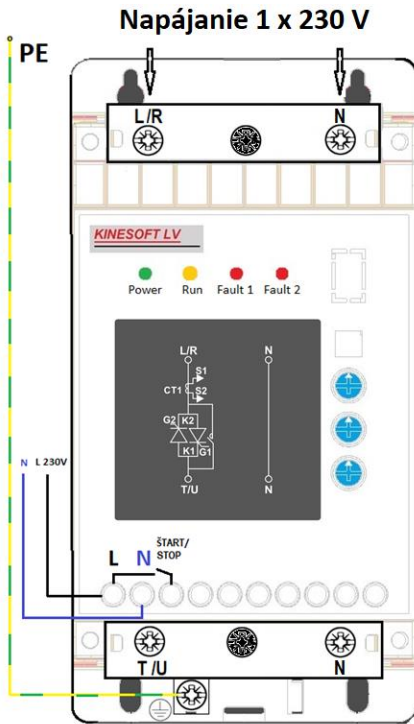 Napájanie 1 x 230 V
PE
L/R
N
KINESOFT LV
Power
Run
Fault 1
Fault 2
L/R
N
S1
CT1
S2
G2
K2
K1
G1
T/U
N
N
L 230V
L
N
ŠTART/
STOP
T /U
N